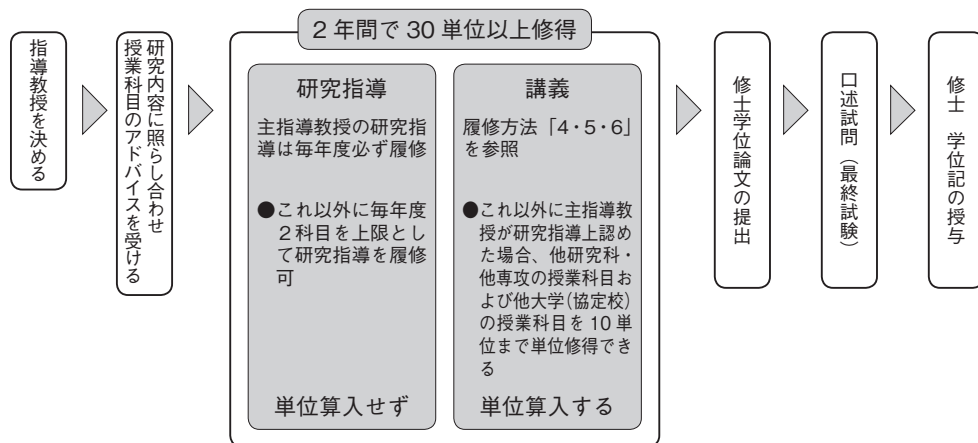 指導教授を決める
研究内容に照らし合わせ
授業科目のアドバイスを受ける
2年間で30単位以上修得
研究指導
主指導教授の研究指
導は毎年度必ず履修
●これ以外に毎年度
2科目を上限とし
て研究指導を履修
可
単位算入せず
講義
履修方法「4・5・6」
を参照
●これ以外に主指導教
授が研究指導上認め
た場合、他研究科・
他専攻の授業科目お
よび他大学(協定校)
の授業科目を10単
位まで単位修得でき
る
単位算入する
修士学位論文の提出
口述試問(最終試験)
修士 学位記の授与